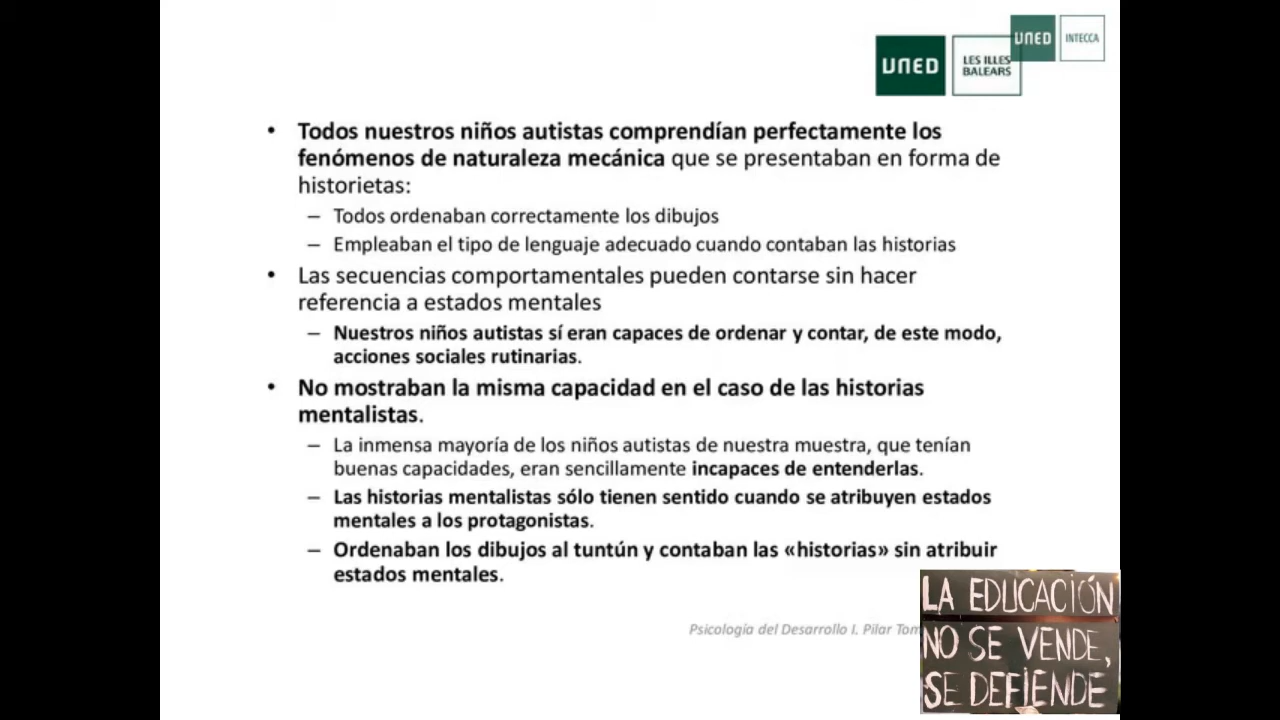 UNED
INTECCA
UNED
LES ILLES
BALEARS
• Todos nuestros niños autistas comprendían perfectamente los
fenómenos de naturaleza mecánica que se presentaban en forma de
historietas:
– Todos ordenaban correctamente los dibujos
– Empleaban el tipo de lenguaje adecuado cuando contaban las historias
• Las secuencias comportamentales pueden contarse sin hacer
referencia a estados mentales
– Nuestros niños autistas sí eran capaces de ordenar y contar, de este modo,
acciones sociales rutinarias.
• No mostraban la misma capacidad en el caso de las historias
mentalistas.
– La inmensa mayoría de los niños autistas de nuestra muestra, que tenían
buenas capacidades, eran sencillamente incapaces de entenderlas.
– Las historias mentalistas sólo tienen sentido cuando se atribuyen estados
mentales a los protagonistas.
– Ordenaban los dibujos al tuntún y contaban las «historias» sin atribuir
estados mentales.
Psicología del Desarrollo I. Pilar
LA EDUCACIÓN
NO SE VENDE,
SE DEFIENDE